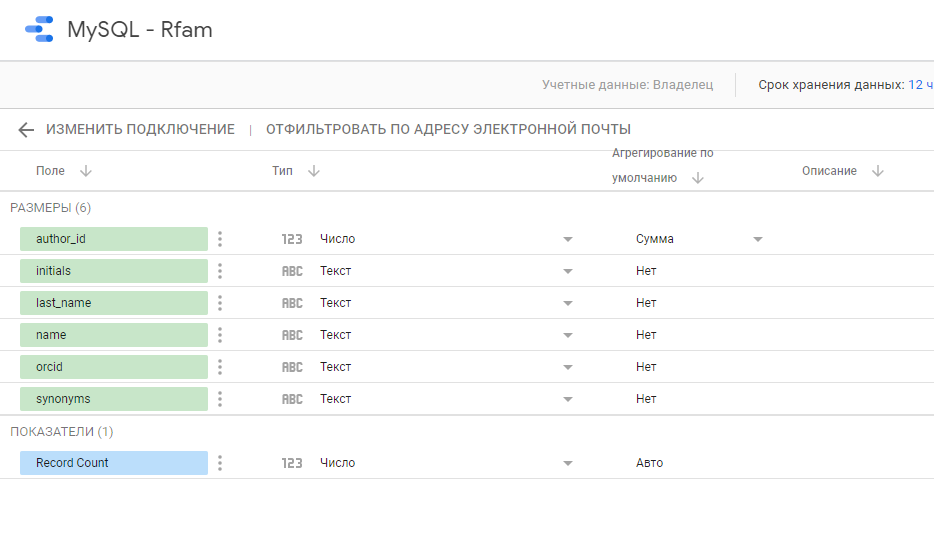 MySQL - Rfam
Учетные данные: Владелец
Срок хранения данных: 12 ч
ИЗМЕНИТЬ ПОДКЛЮЧЕНИЕ | ОТФИЛЬТРОВАТЬ ПО АДРЕСУ ЭЛЕКТРОННОЙ ПОЧТЫ
Поле Тип Агрегирование по умолчанию Описание
РАЗМЕРЫ (6)
author_id 123 Число Сумма
initials ABC Текст Нет
last_name ABC Текст Нет
name ABC Текст Нет
orcid ABC Текст Нет
synonyms ABC Текст Нет
ПОКАЗАТЕЛИ (1)
Record Count 123 Число Авто